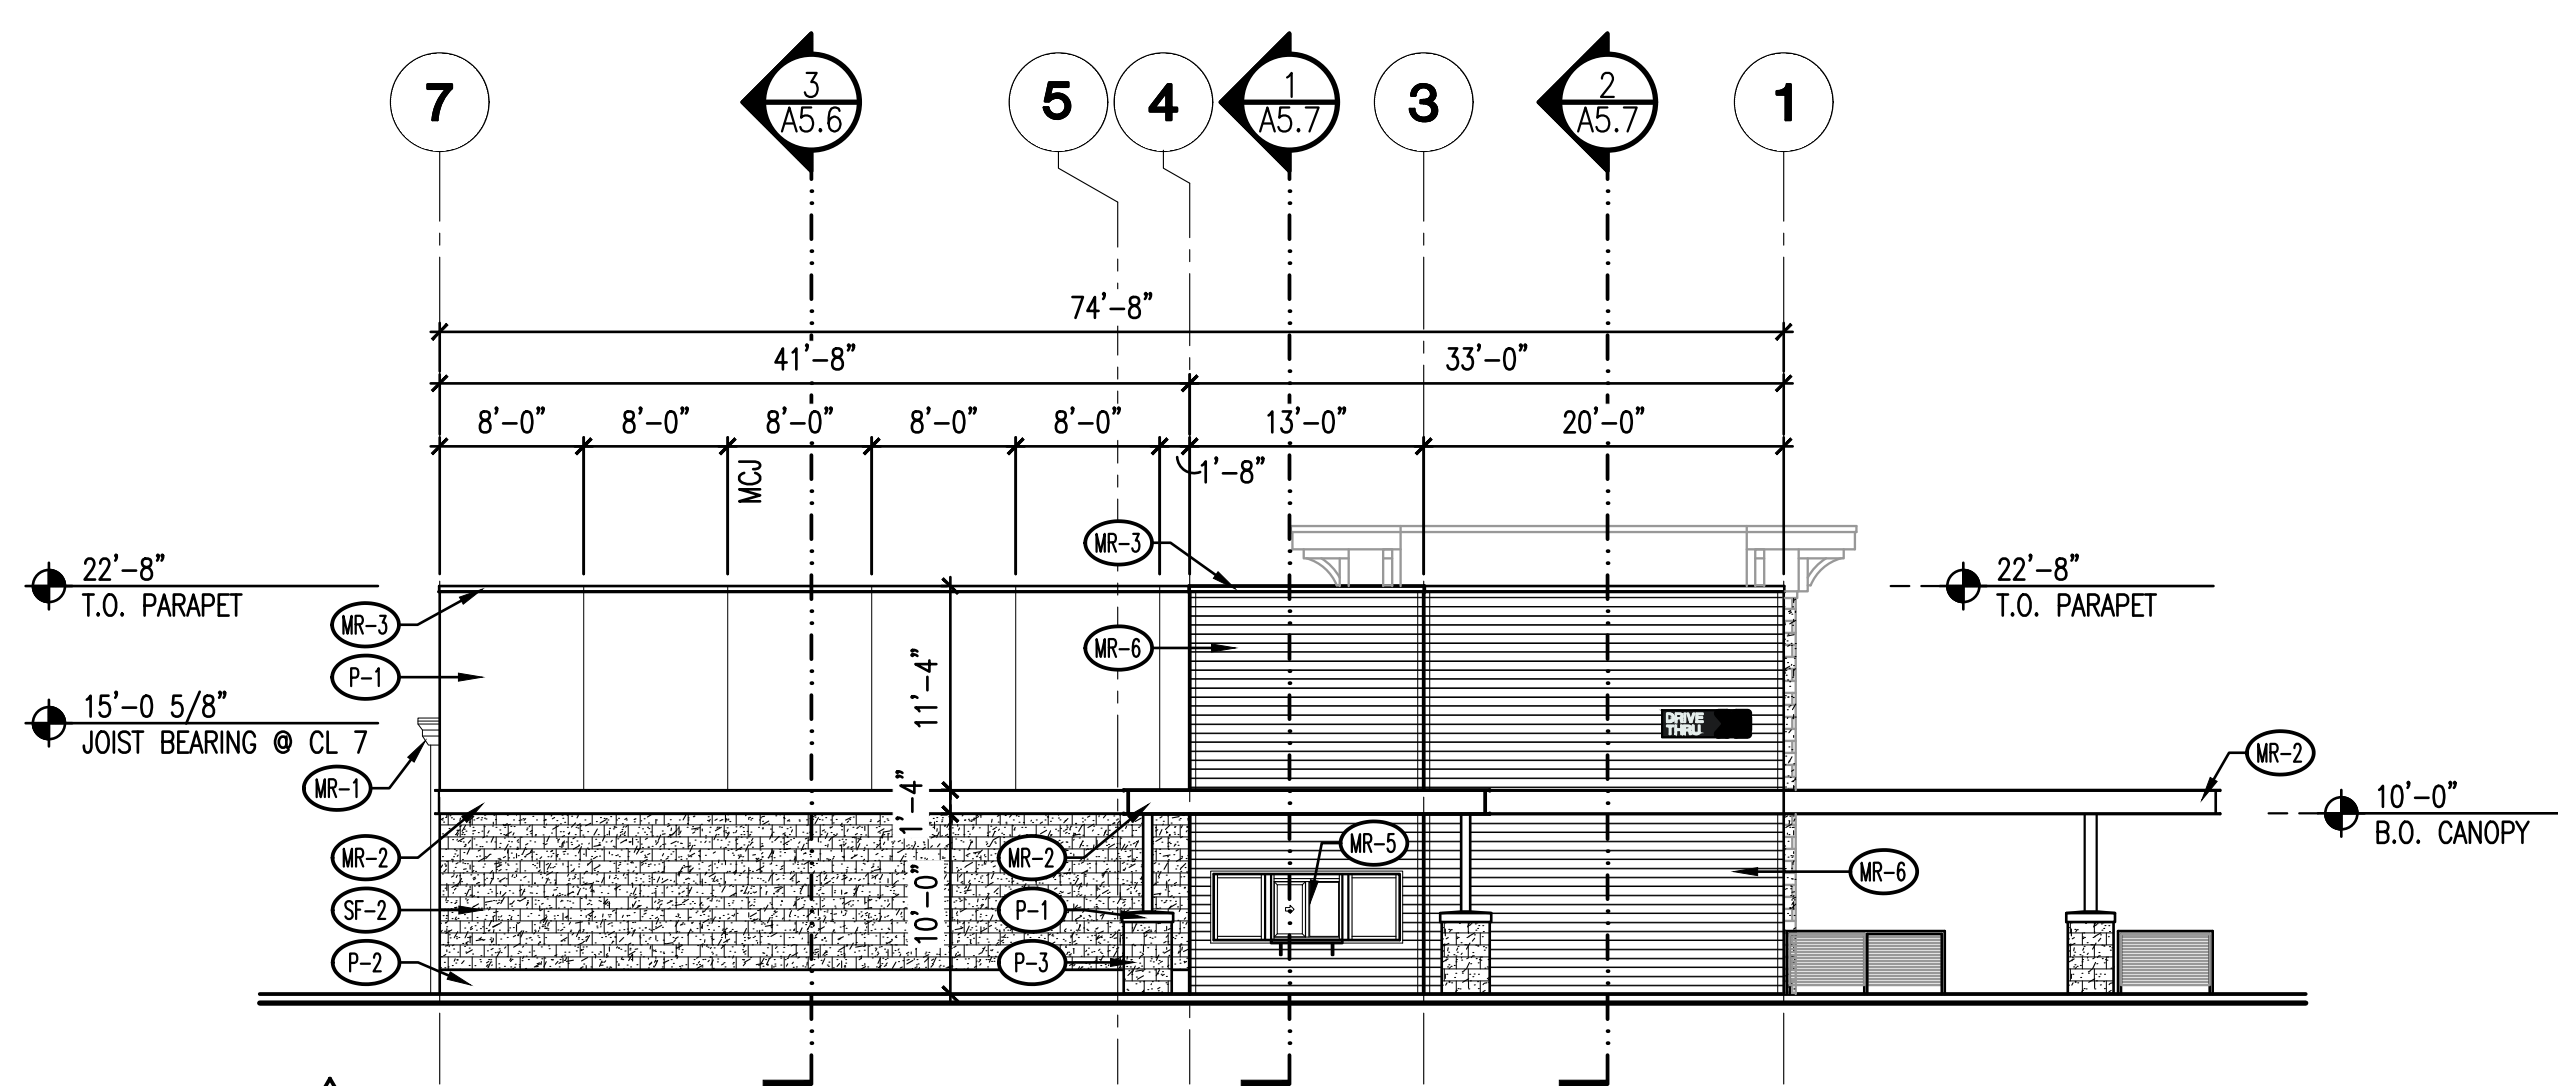 7
3
A5.6
5
4
1
A5.7
3
2
A5.7
1
74'-8"
41'-8"
33'-0"
8'-0"
8'-0"
8'-0"
8'-0"
8'-0"
13'-0"
20'-0"
1'-8"
MCJ
MR-3
22'-8"
T.O. PARAPET
22'-8"
T.O. PARAPET
MR-3
MR-6
P-1
11'-4"
15'-0 5/8"
JOIST BEARING @ CL 7
DRIVE
THRU
MR-1
MR-2
1'-4"
10'-0"
B.O. CANOPY
MR-2
MR-2
MR-5
MR-6
SF-2
10'-0"
P-1
P-2
P-3